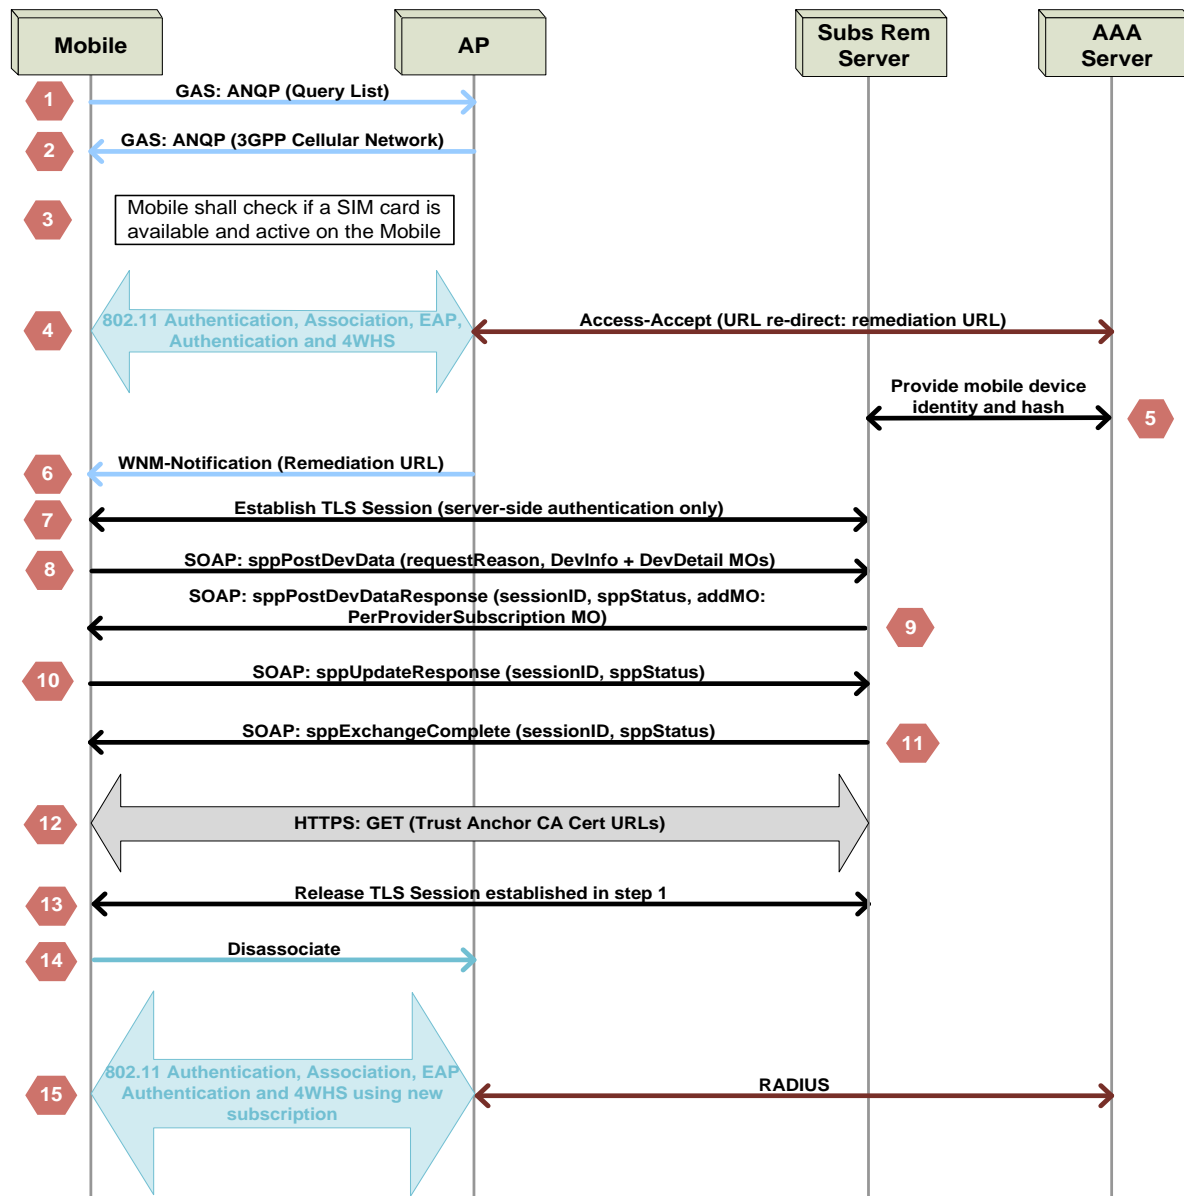 Mobile
AP
Subs Rem
Server
AAA
Server
1
GAS: ANQP (Query List)
2
GAS: ANQP (3GPP Cellular Network)
3
Mobile shall check if a SIM card is
available and active on the Mobile
4
802.11 Authentication, Association, EAP,
Authentication and 4WHS
Access-Accept (URL re-direct: remediation URL)
Provide mobile device
identity and hash
5
6
WNM-Notification (Remediation URL)
7
Establish TLS Session (server-side authentication only)
8
SOAP: sppPostDevData (requestReason, DevInfo + DevDetail MOs)
SOAP: sppPostDevDataResponse (sessionID, sppStatus, addMO:
PerProviderSubscription MO)
9
10
SOAP: sppUpdateResponse (sessionID, sppStatus)
SOAP: sppExchangeComplete (sessionID, sppStatus)
11
12
HTTPS: GET (Trust Anchor CA Cert URLs)
13
Release TLS Session established in step 1
14
Disassociate
15
802.11 Authentication, Association, EAP
Authentication and 4WHS using new
subscription
RADIUS